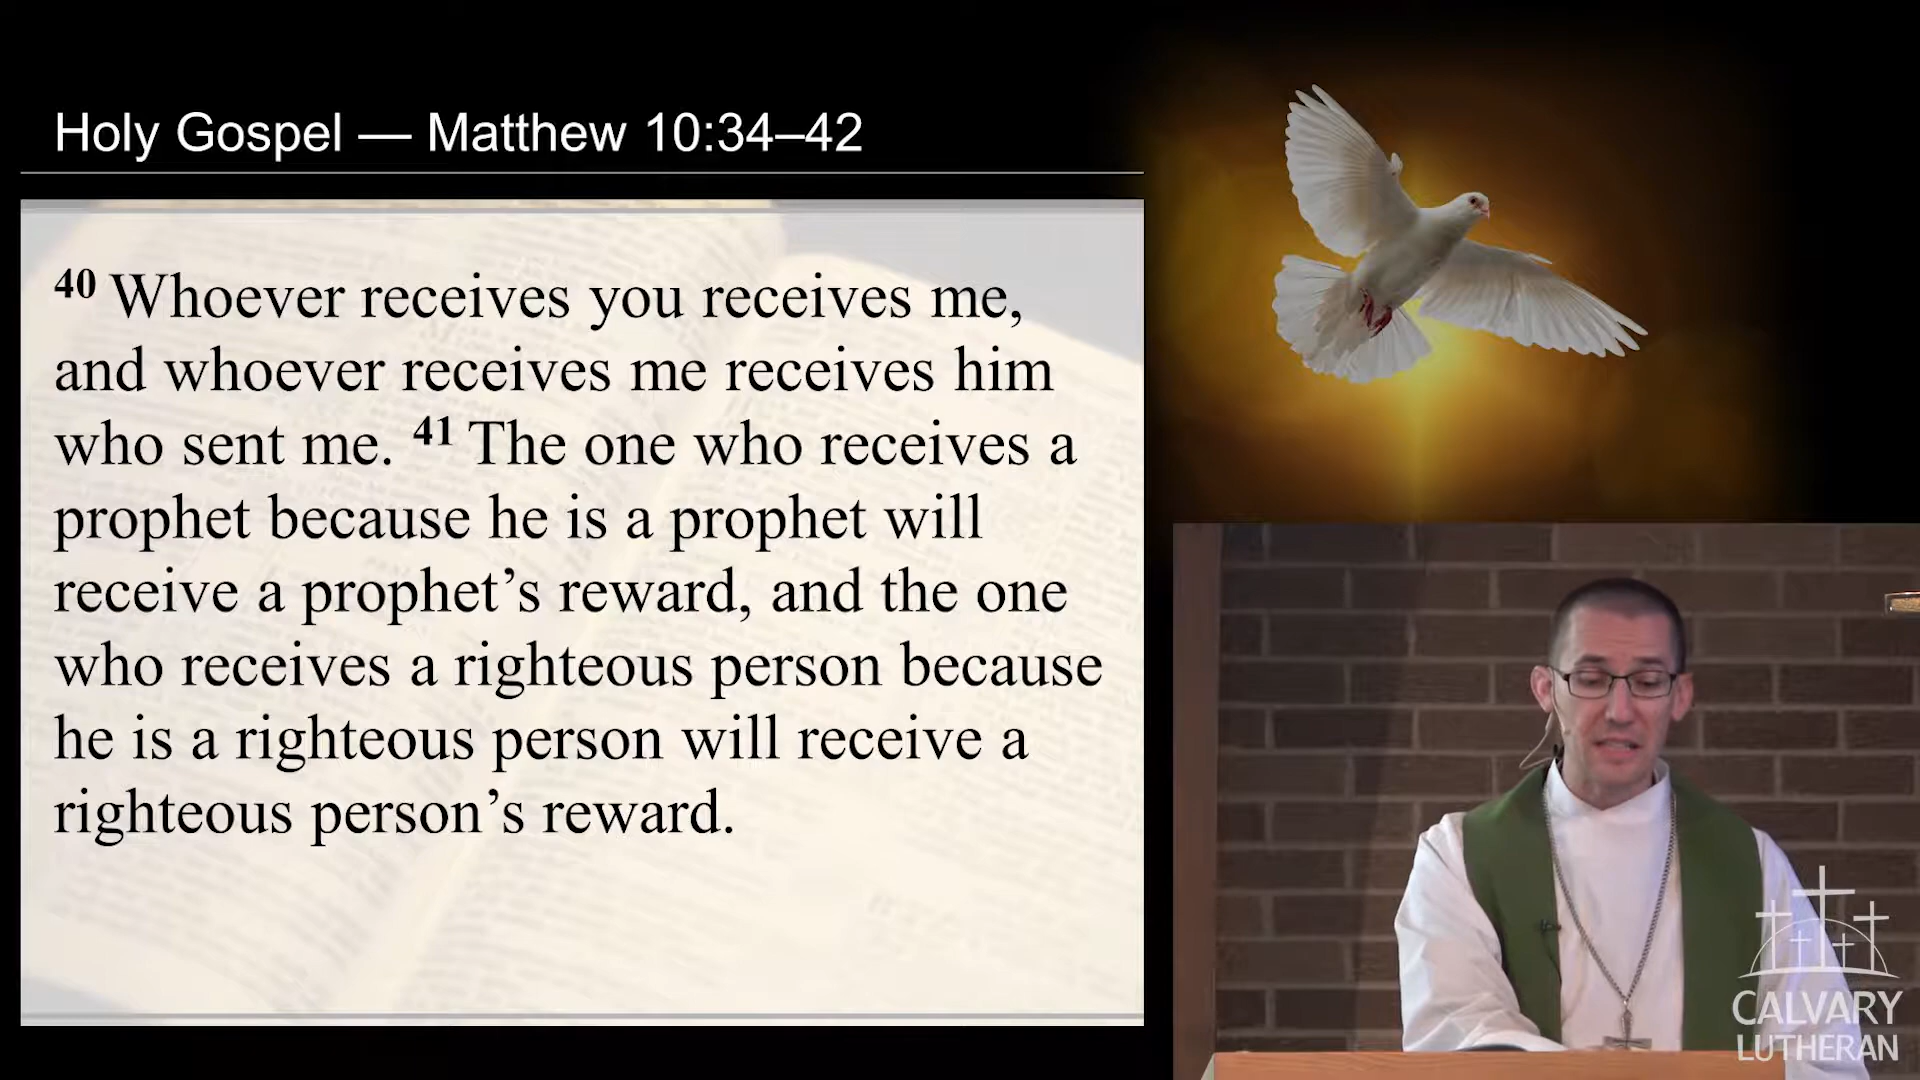 Holy Gospel — Matthew 10:34–42
40 Whoever receives you receives me,
and whoever receives me receives him
who sent me. 41 The one who receives a
prophet because he is a prophet will
receive a prophet’s reward, and the one
who receives a righteous person because
he is a righteous person will receive a
righteous person’s reward.
CALVARY
LUTHERAN